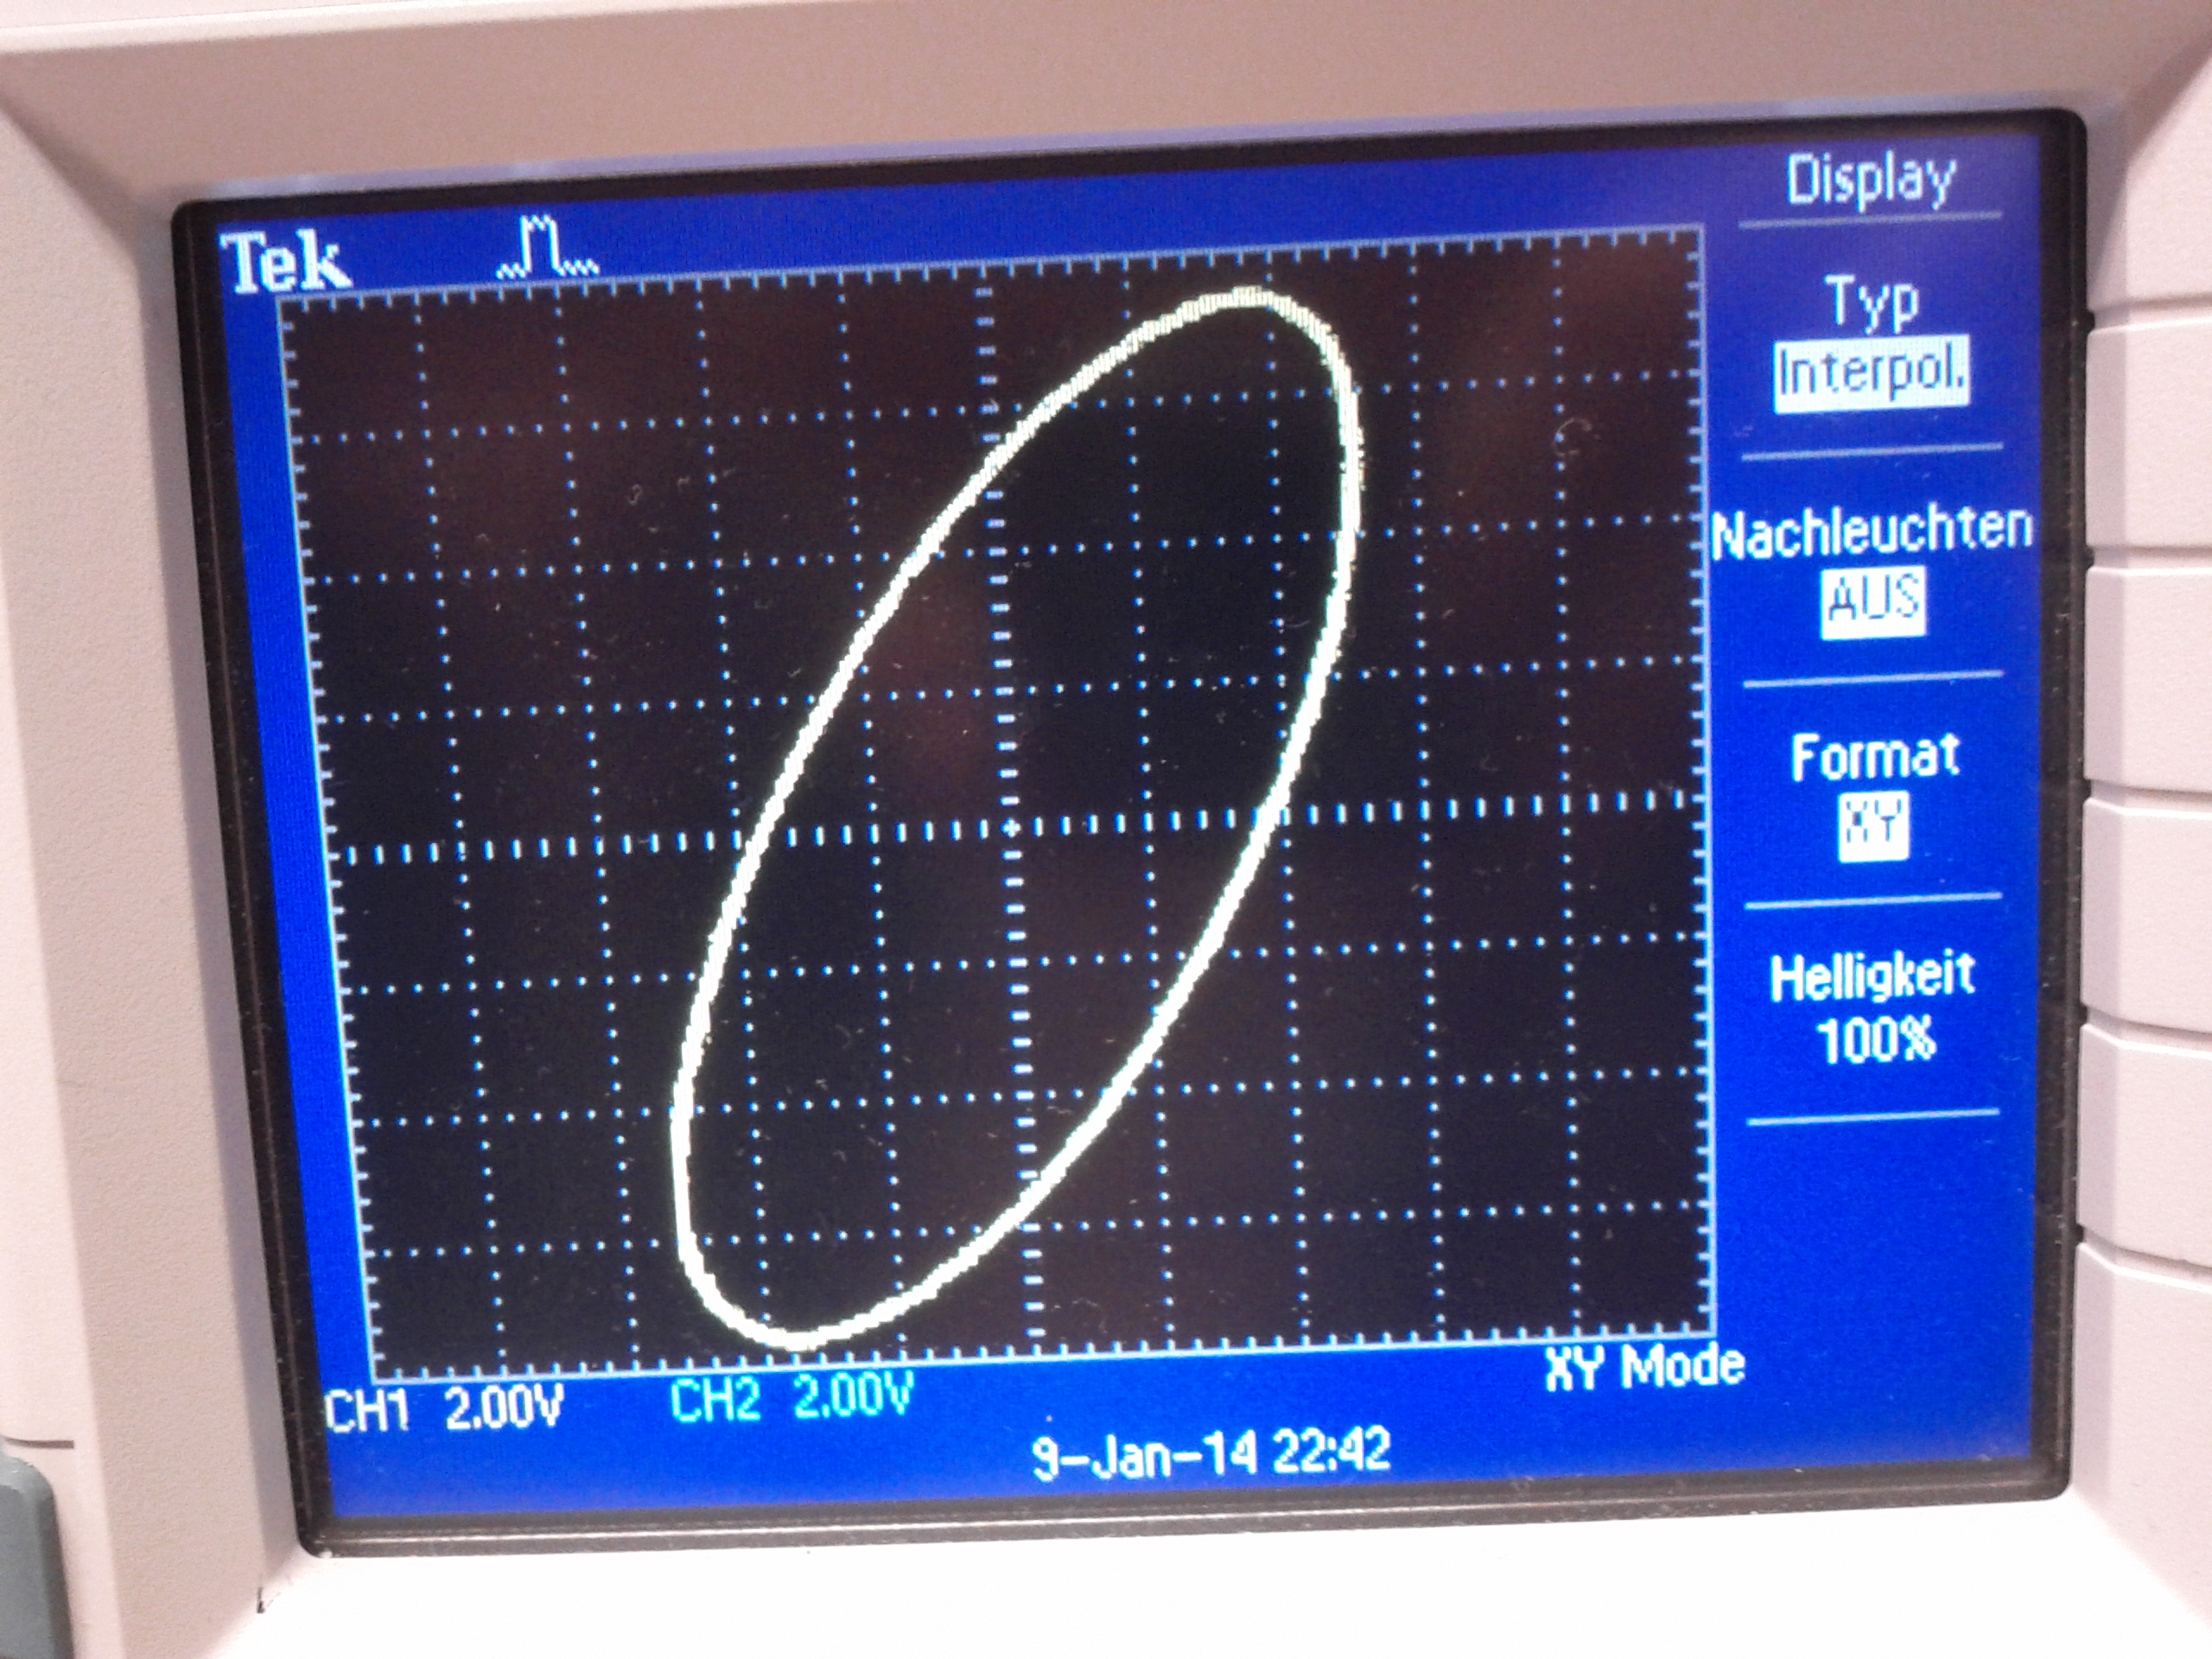 Tek
Display
Typ
Interpol.
Nachleuchten
AUS
Format
XY
Helligkeit
100%
XY Mode
CH1 2.00V CH2 2.00V
9-Jan-14 22:42